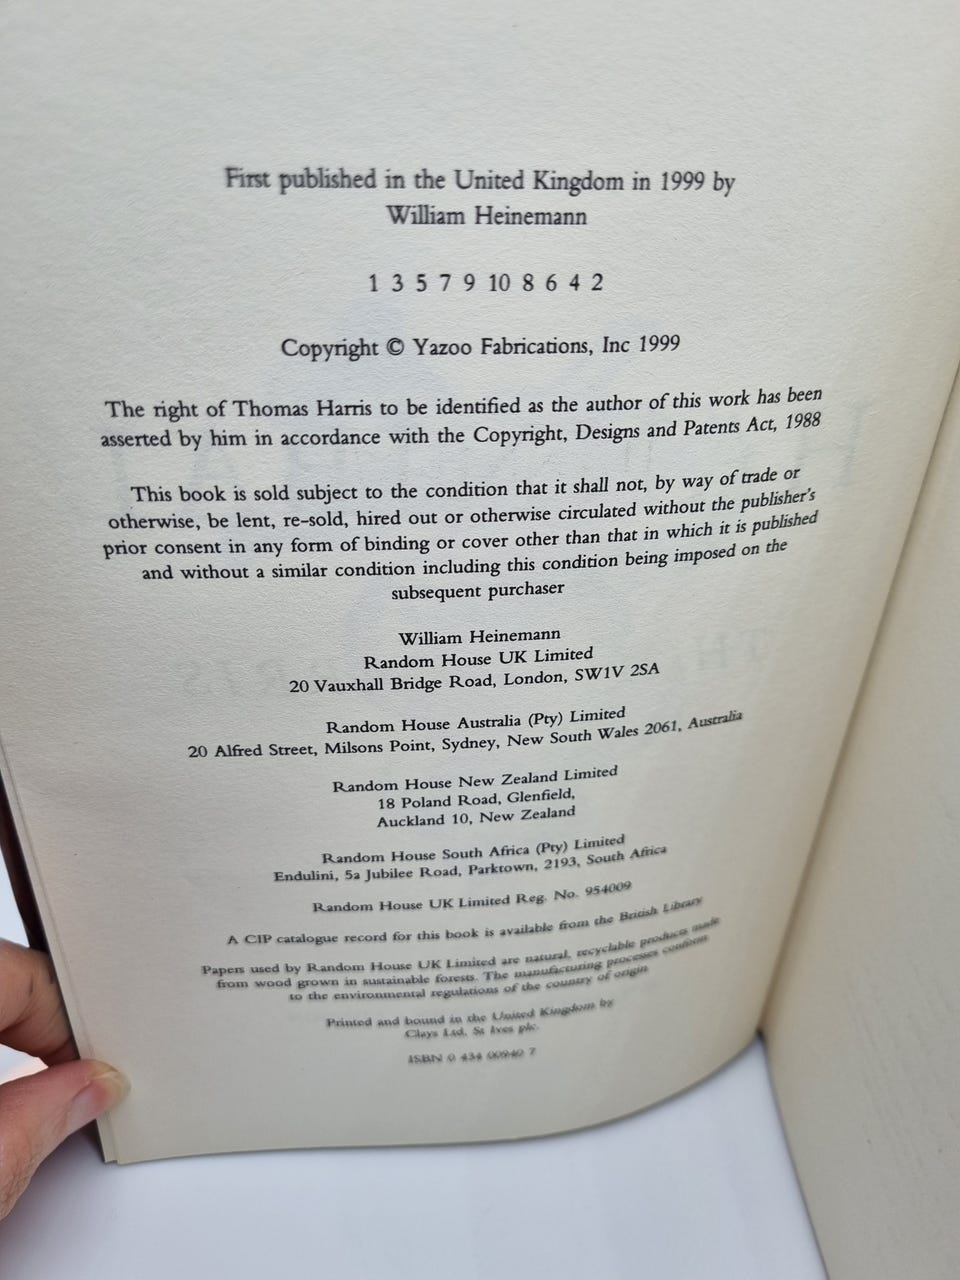 First published in the United Kingdom in 1999 by
William Heinemann
1 3 5 7 9 10 8 6 4 2
Copyright © Yazoo Fabrications, Inc 1999
The right of Thomas Harris to be identified as the author of this work has been
asserted by him in accordance with the Copyright, Designs and Patents Act, 1988
This book is sold subject to the condition that it shall not, by way of trade or
otherwise, be lent, re-sold, hired out or otherwise circulated without the publisher's
prior consent in any form of binding or cover other than that in which it is published
and without a similar condition including this condition being imposed on the
subsequent purchaser
William Heinemann
Random House UK Limited
20 Vauxhall Bridge Road, London, SW1V 2SA
Random House Australia (Pty) Limited
20 Alfred Street, Milsons Point, Sydney, New South Wales 2061, Australia
Random House New Zealand Limited
18 Poland Road, Glenfield,
Auckland 10, New Zealand
Random House South Africa (Pty) Limited
Endulini, 5a Jubilee Road, Parktown, 2193, South Africa
Random House UK Limited Reg. No. 954009
A CIP catalogue record for this book is available from the British Library
Papers used by Random House UK Limited are natural, recyclable products made
from wood grown in sustainable forests. The manufacturing processes conform
to the environmental regulations of the country of origin
Printed and bound in the United Kingdom by
Clays Ltd, St Ives plc.
ISBN 0 434 00940 7